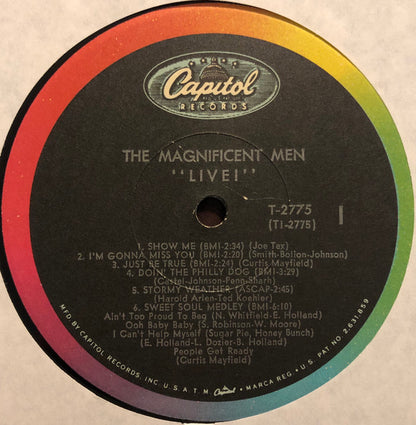 Capitol
RECORDS
THE MAGNIFICENT MEN
"LIVE!"
T-2775
(T1-2775)
1
1. SHOW ME (BMI-2:34) (Joe Tex)
2. I'M GONNA MISS YOU (BMI-2:20) (Smith-Bolton-Johnson)
3. JUST BE TRUE (BMI-2:24) (Curtis Mayfield)
4. DOIN' THE PHILLY DOG (BMI-3:29)
(Castel-Johnson-Penn-Sharh)
5. STORMY WEATHER (ASCAP-2:45)
(Harold Arlen-Ted Koehler)
6. SWEET SOUL MEDLEY (BMI-6:10)
Ain't Too Proud To Beg (N. Whitfield-E. Holland)
Ooh Baby Baby (S. Robinson-W. Moore)
I Can't Help Myself (Sugar Pie, Honey Bunch)
(E. Holland-L. Dozier-B. Holland)
People Get Ready
(Curtis Mayfield)
MFD. BY CAPITOL RECORDS, INC. U.S.A. T.M. Capitol MARCA REG. • U.S. PAT. NO. 2,631,859